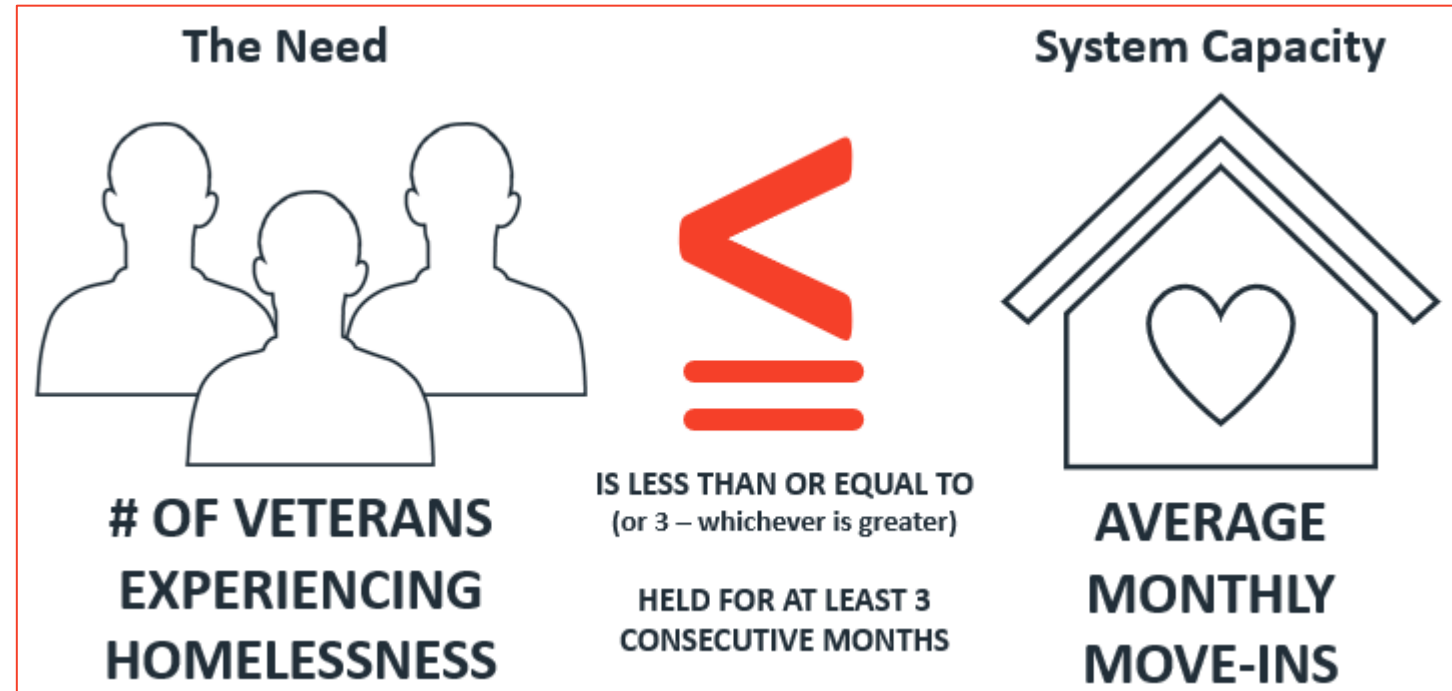 The Need
System Capacity
≤
IS LESS THAN OR EQUAL TO
(or 3 – whichever is greater)
HELD FOR AT LEAST 3
CONSECUTIVE MONTHS
# OF VETERANS
EXPERIENCING
HOMELESSNESS
AVERAGE
MONTHLY
MOVE-INS